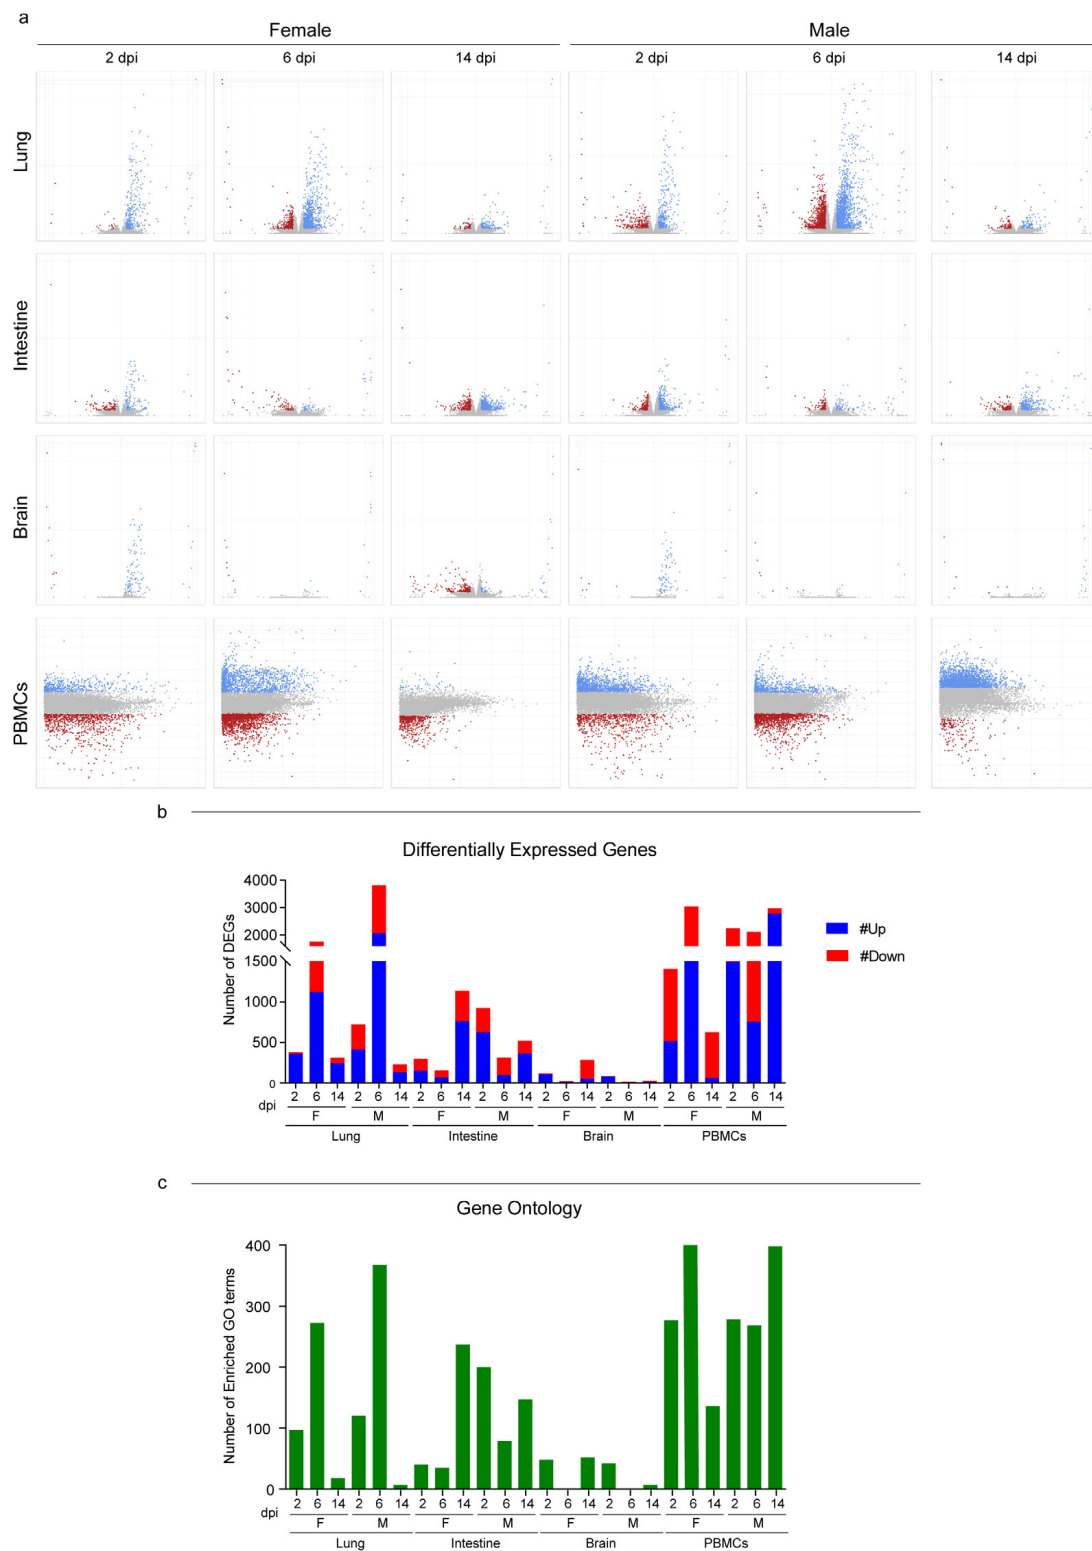 a
Female Male
2 dpi 6 dpi 14 dpi 2 dpi 6 dpi 14 dpi
Lung
Intestine
Brain
PBMCs
b
Differentially Expressed Genes
Number of DEGs
4000
3000
2000
1500
1000
500
0
#Up
#Down
2 6 14 2 6 14 2 6 14 2 6 14 2 6 14 2 6 14 2 6 14 2 6 14
dpi
F M F M F M F M
Lung Intestine Brain PBMCs
c
Gene Ontology
Number of Enriched GO terms
400
300
200
100
0
2 6 14 2 6 14 2 6 14 2 6 14 2 6 14 2 6 14 2 6 14 2 6 14
dpi
F M F M F M F M
Lung Intestine Brain PBMCs